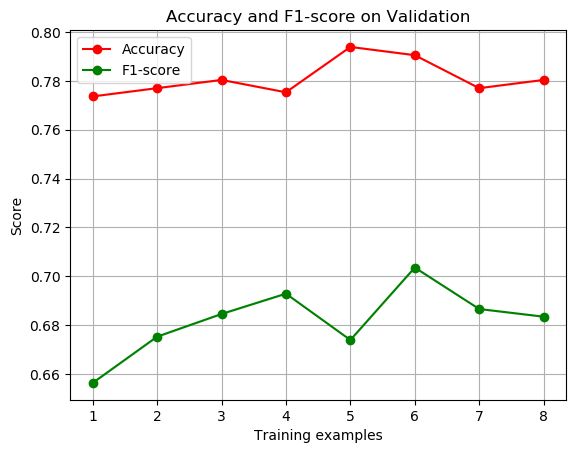 Accuracy and F1-score on Validation
Accuracy
F1-score
0.80
0.78
0.76
0.74
0.72
0.70
0.68
0.66
Score
1 2 3 4 5 6 7 8
Training examples